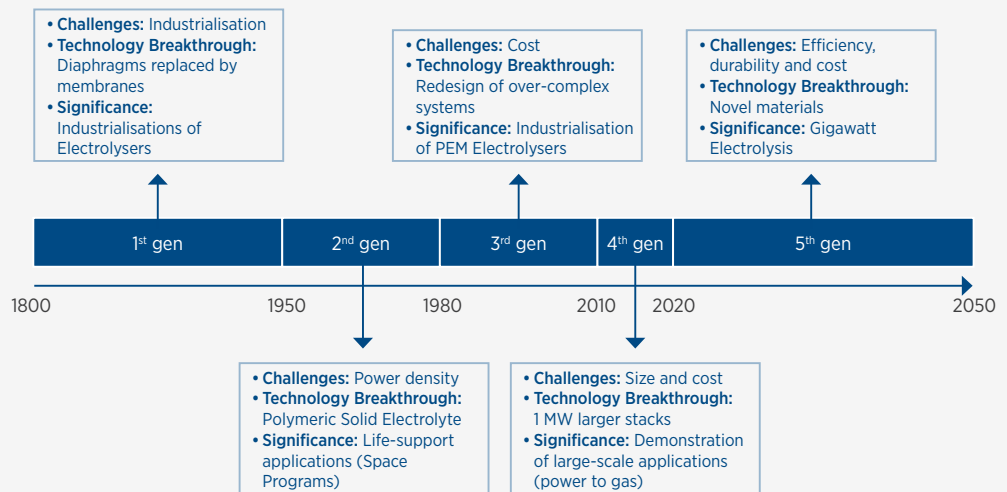 • Challenges: Industrialisation
• Technology Breakthrough:
Diaphragms replaced by
membranes
• Significance:
Industrialisations of
Electrolysers
• Challenges: Cost
• Technology Breakthrough:
Redesign of over-complex
systems
• Significance: Industrialisation
of PEM Electrolysers
• Challenges: Efficiency,
durability and cost
• Technology Breakthrough:
Novel materials
• Significance: Gigawatt
Electrolysis
1st gen
2nd gen
3rd gen
4th gen
5th gen
1800
1950
1980
2010
2020
2050
• Challenges: Power density
• Technology Breakthrough:
Polymeric Solid Electrolyte
• Significance: Life-support
applications (Space
Programs)
• Challenges: Size and cost
• Technology Breakthrough:
1 MW larger stacks
• Significance: Demonstration
of large-scale applications
(power to gas)